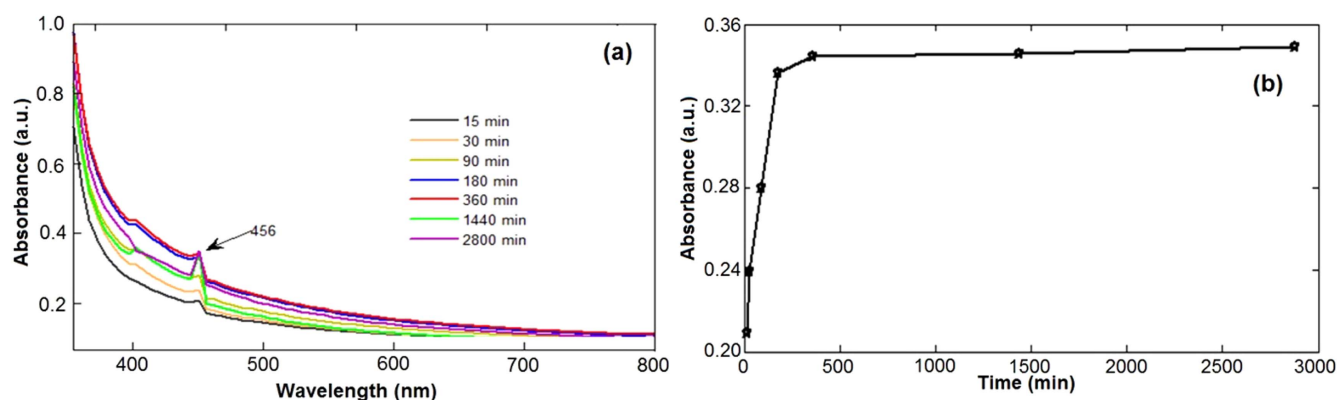 (a)
Absorbance (a.u.)
1.0
0.8
0.6
0.4
0.2
15 min
30 min
90 min
180 min
360 min
1440 min
2800 min
456
400
500
600
700
800
Wavelength (nm)
(b)
Absorbance (a.u.)
0.36
0.32
0.28
0.24
0.20
0
500
1000
1500
2000
2500
3000
Time (min)